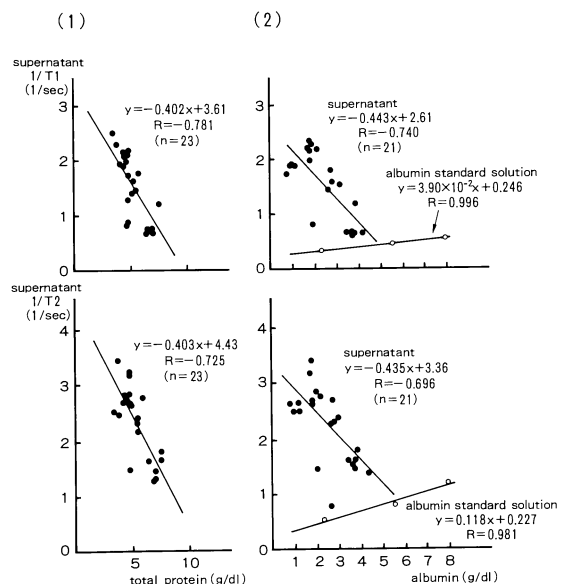 (1)
(2)
supernatant
1/T1
(1/sec)
3
2
1
0
y=−0.402x+3.61
R=−0.781
(n=23)
3
2
1
0
supernatant
y=−0.443x+2.61
R=−0.740
(n=21)
albumin standard solution
y=3.90×10⁻²x+0.246
R=0.996
supernatant
1/T2
(1/sec)
4
3
2
1
0
y=−0.403x+4.43
R=−0.725
(n=23)
5 10
total protein (g/dl)
4
3
2
1
0
supernatant
y=−0.435x+3.36
R=−0.696
(n=21)
albumin standard solution
y=0.118x+0.227
R=0.981
1 2 3 4 5 6 7 8
albumin (g/dl)